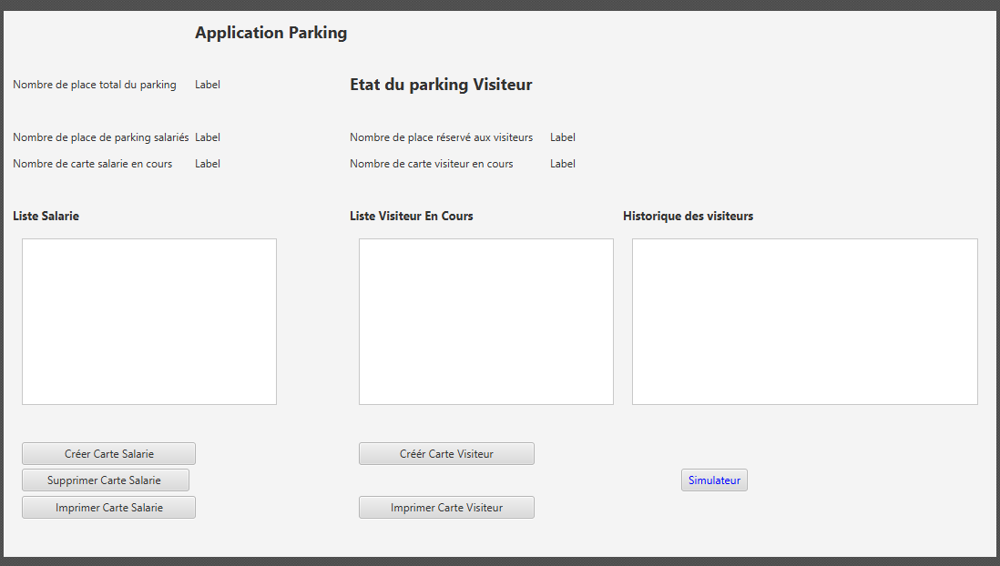 Application Parking
Nombre de place total du parking Label
Etat du parking Visiteur
Nombre de place de parking salariés Label
Nombre de place réservé aux visiteurs Label
Nombre de carte salarie en cours Label
Nombre de carte visiteur en cours Label
Liste Salarie
Liste Visiteur En Cours
Historique des visiteurs
Créer Carte Salarie
Créér Carte Visiteur
Supprimer Carte Salarie
Simulateur
Imprimer Carte Salarie
Imprimer Carte Visiteur